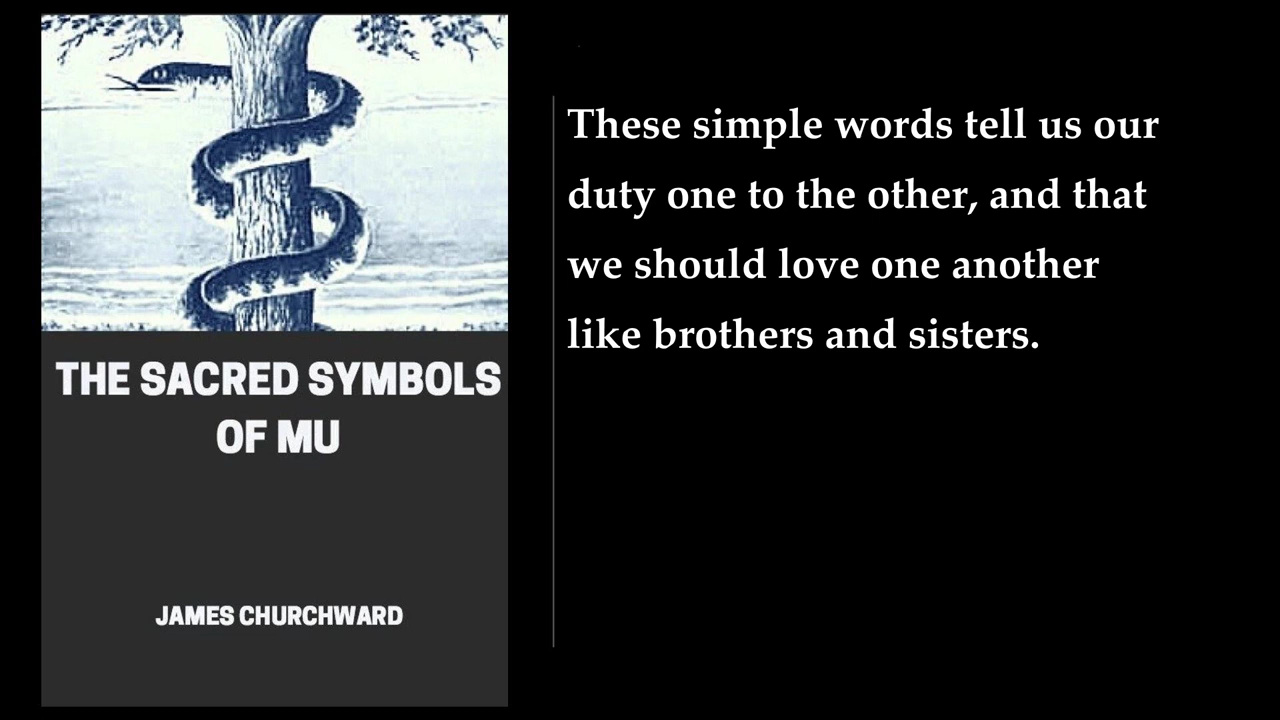 THE SACRED SYMBOLS
OF MU
JAMES CHURCHWARD
These simple words tell us our
duty one to the other, and that
we should love one another
like brothers and sisters.